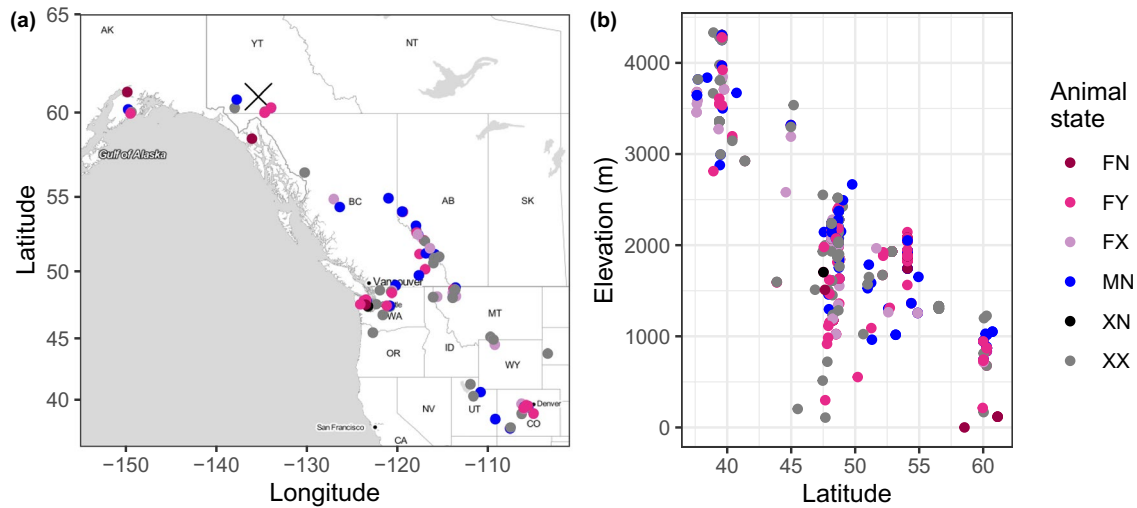 (a)
65
60
55
50
45
40
Latitude
AK
YT
NT
Gulf of Alaska
BC
AB
SK
Vancouver
WA
MT
OR
ID
WY
NV
UT
Denver
CO
San Francisco
CA
−150
−140
−130
−120
−110
Longitude
(b)
4000
3000
2000
1000
0
Elevation (m)
40
45
50
55
60
Latitude
Animal
state
FN
FY
FX
MN
XN
XX